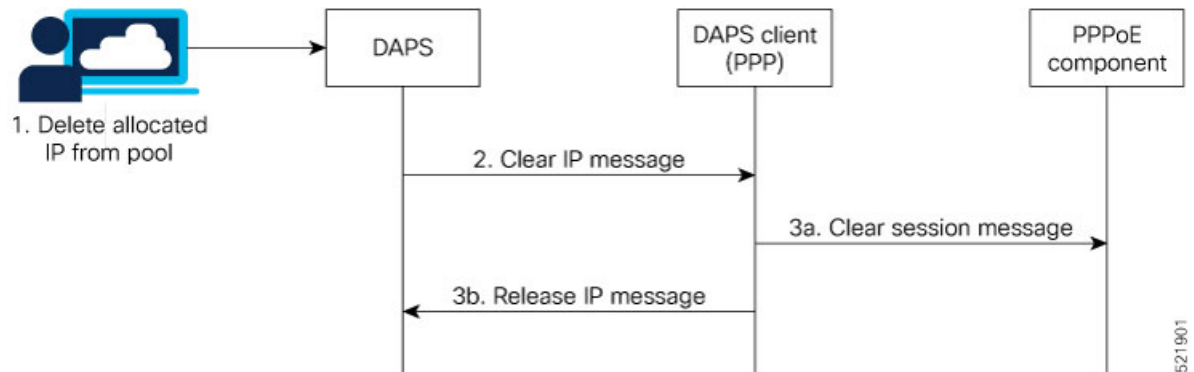 DAPS
DAPS client
(PPP)
PPPoE
component
1. Delete allocated
IP from pool
2. Clear IP message
3a. Clear session message
3b. Release IP message
521901